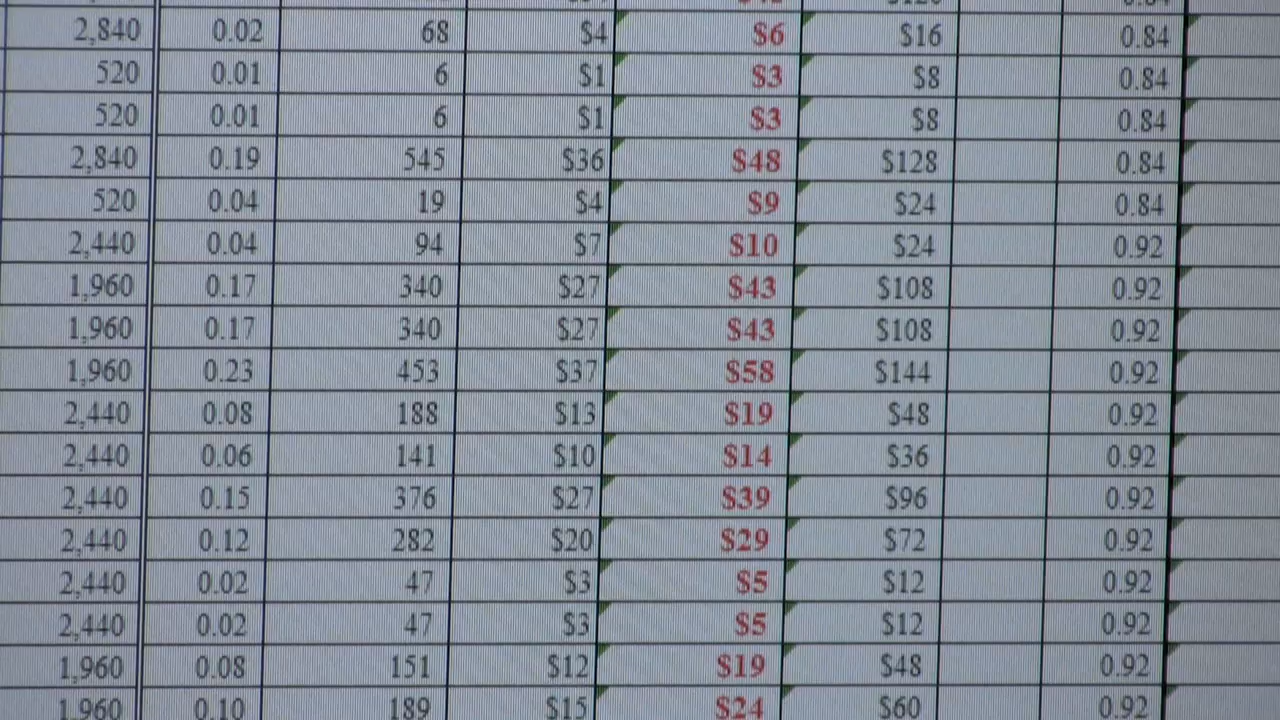 2,840 0.02 68 $4 $6 $16 0.84
520 0.01 6 $1 $3 $8 0.84
520 0.01 6 $1 $3 $8 0.84
2,840 0.19 545 $36 $48 $128 0.84
520 0.04 19 $4 $9 $24 0.84
2,440 0.04 94 $7 $10 $24 0.92
1,960 0.17 340 $27 $43 $108 0.92
1,960 0.17 340 $27 $43 $108 0.92
1,960 0.23 453 $37 $58 $144 0.92
2,440 0.08 188 $13 $19 $48 0.92
2,440 0.06 141 $10 $14 $36 0.92
2,440 0.15 376 $27 $39 $96 0.92
2,440 0.12 282 $20 $29 $72 0.92
2,440 0.02 47 $3 $5 $12 0.92
2,440 0.02 47 $3 $5 $12 0.92
1,960 0.08 151 $12 $19 $48 0.92
1,960 0.10 189 $15 $24 $60 0.92